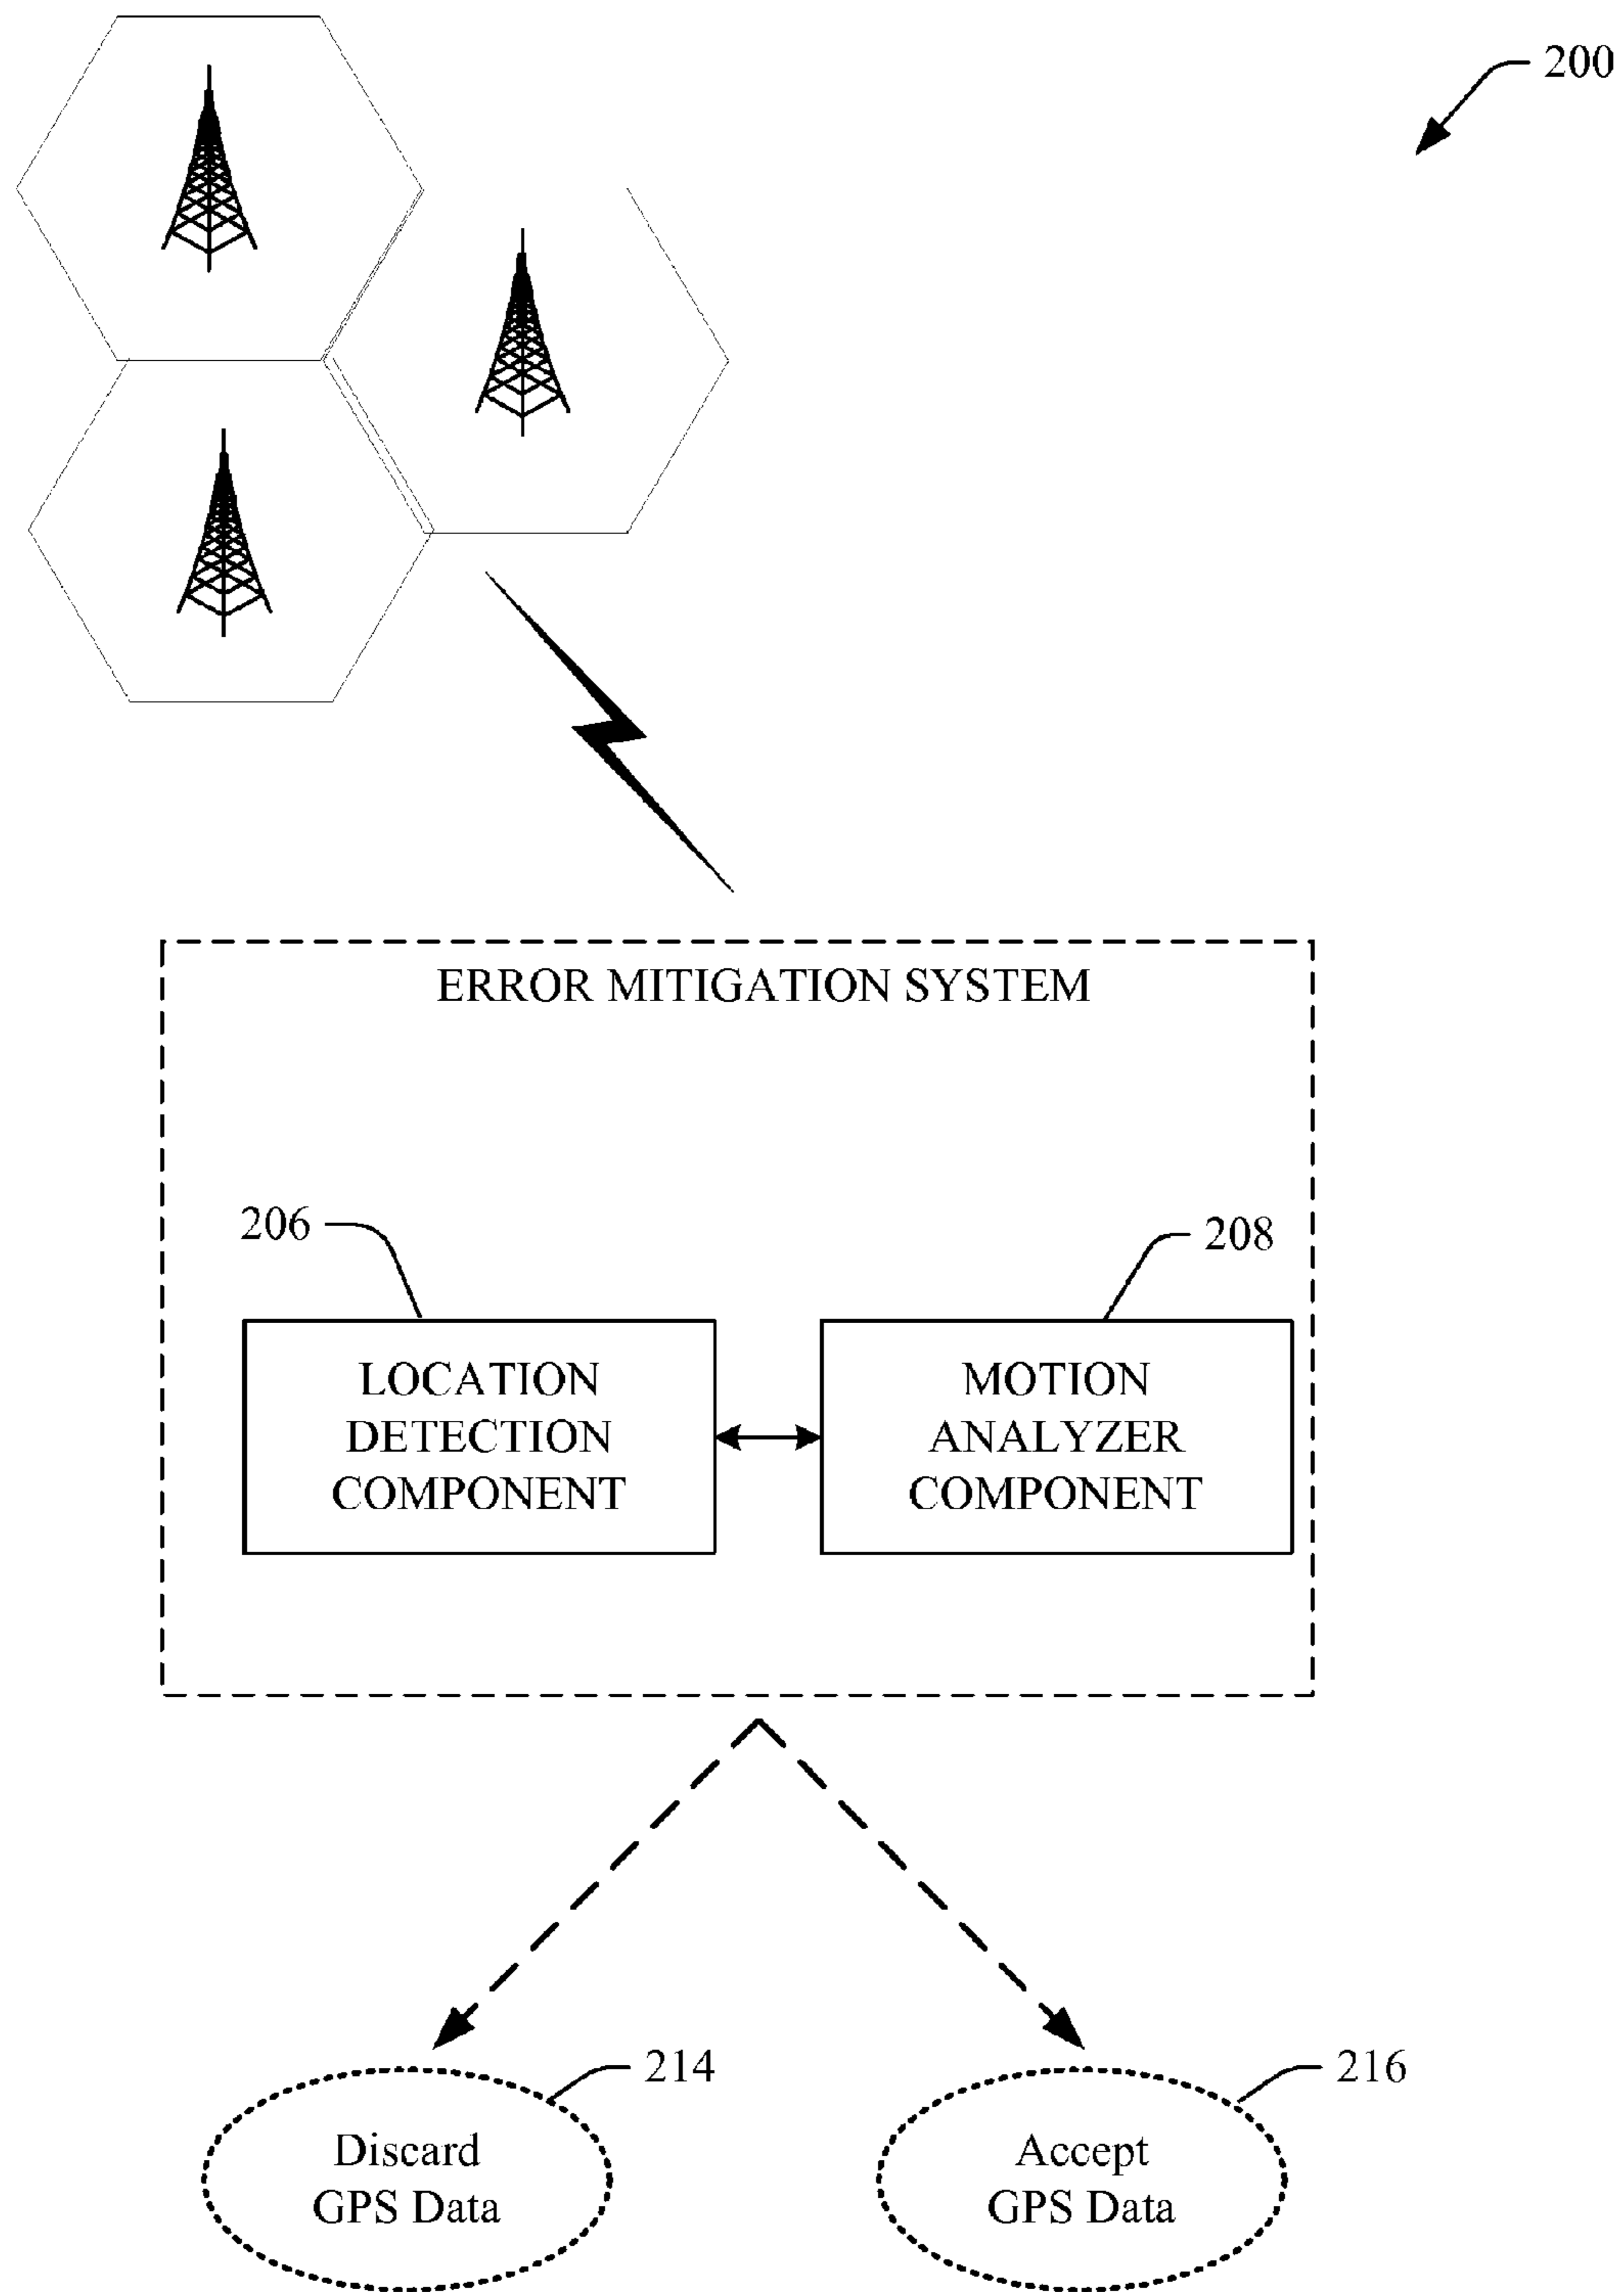 200
ERROR MITIGATION SYSTEM
206
208
LOCATION
DETECTION
COMPONENT
MOTION
ANALYZER
COMPONENT
214
216
Discard
GPS Data
Accept
GPS Data